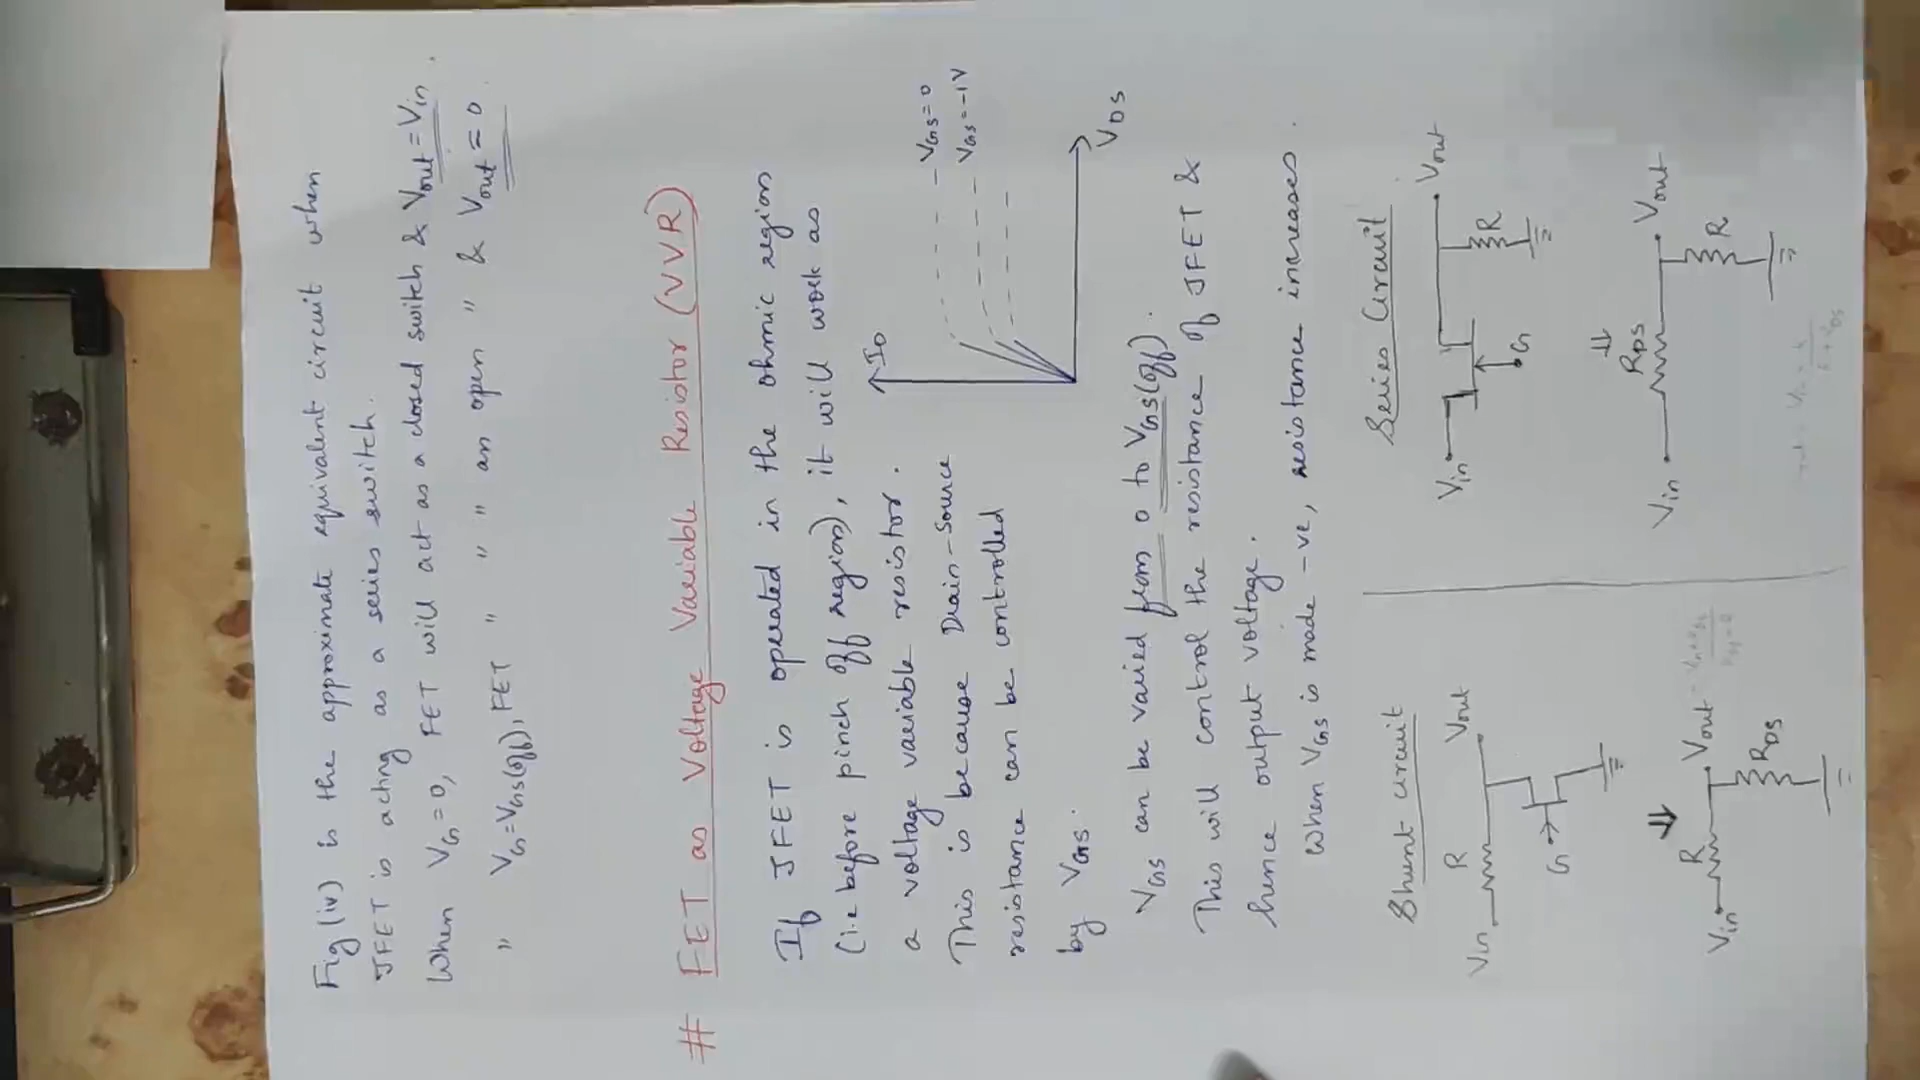 Fig(iv) is the approximate equivalent circuit when
JFET is acting as a series switch.
When VG=0, FET will act as a closed switch & Vout=Vin.
" VG=VGS(off), FET " " " an open " & Vout=0.
# FET as Voltage Variable Resistor (VVR)
If JFET is operated in the ohmic region
(i.e before pinch off region), it will work as
a voltage variable resistor.
This is because Drain-Source
resistance can be controlled
by VGS.
ID
VGS=0
VGS=-1V
VDS
VGS can be varied from 0 to VGS(off).
This will control the resistance of JFET &
hence output voltage.
When VGS is made -ve, resistance increases.
Shunt circuit
Vin R Vout
G
⇓
Vin R Vout
RDS
Series Circuit
Vin Vout
G R
⇓
Vin RDS Vout
R